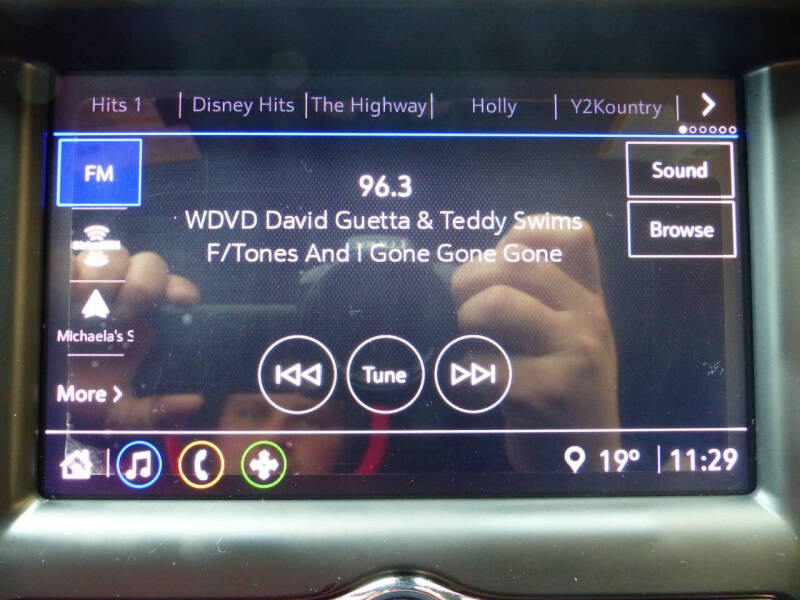 Hits 1 Disney Hits The Highway Holly Y2Kountry
FM
Sound
96.3
WDVD David Guetta & Teddy Swims
F/Tones And I Gone Gone Gone
Browse
Michaela's S
Tune
More
19° 11:29